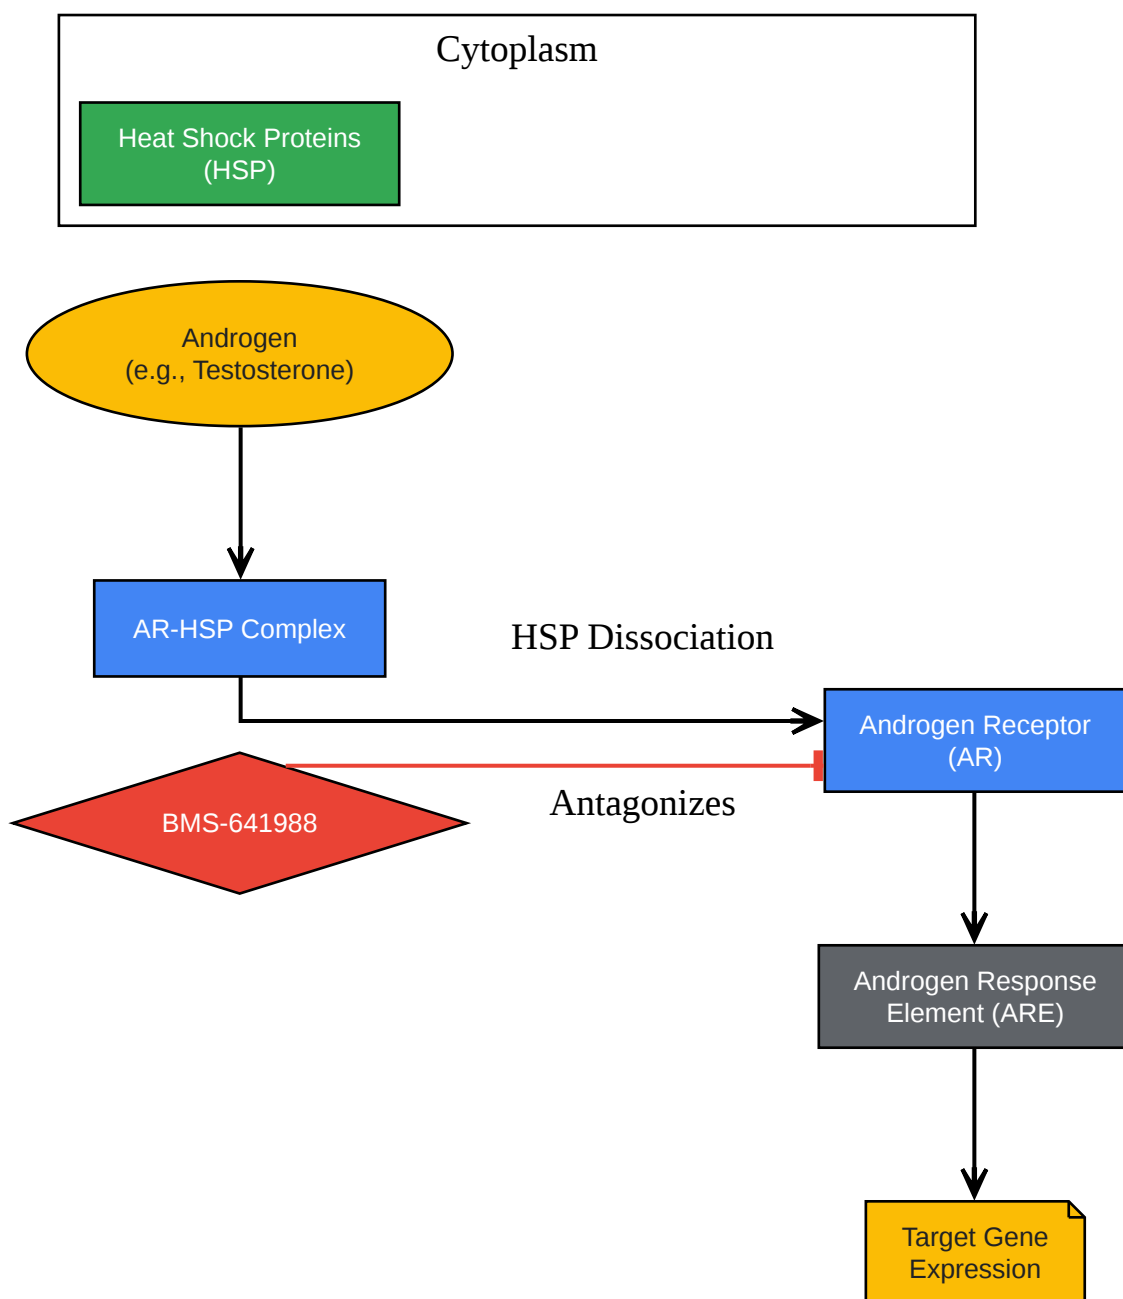 Cytoplasm
Heat Shock Proteins
(HSP)
Androgen
(e.g., Testosterone)
AR-HSP Complex
HSP Dissociation
Androgen Receptor
(AR)
BMS-641988
Antagonizes
Androgen Response
Element (ARE)
Target Gene
Expression